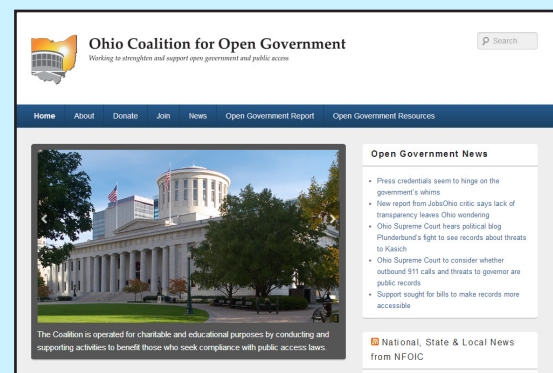 Ohio Coalition for Open Government
Working to strenghten and support open government and public access
Search
Home About Donate Join News Open Government Report Open Government Resources
The Coalition is operated for charitable and educational purposes by conducting and
supporting activities to benefit those who seek compliance with public access laws.
Open Government News
Press credentials seem to hinge on the
government's whims
New report from JobsOhio critic says lack of
transparency leaves Ohio wondering
Ohio Supreme Court hears political blog
Plunderbund's fight to see records about threats
to Kasich
Ohio Supreme Court to consider whether
outbound 911 calls and threats to governor are
public records
Support sought for bills to make records more
accessible
National, State & Local News
from NFOIC